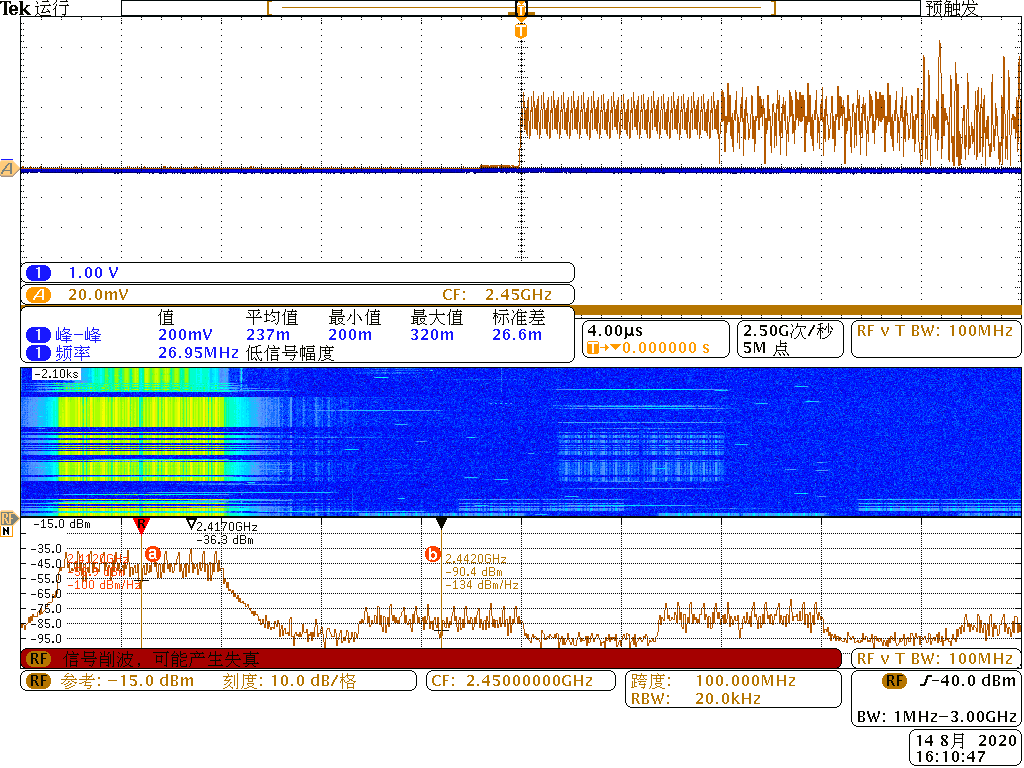 Tek 运行
预触发
T
T
A
1 1.00 V
A 20.0mV CF: 2.45GHz
值 平均值 最小值 最大值 标准差
1 峰-峰 200mV 237m 200m 320m 26.6m
1 频率 26.95MHz 低信号幅度
4.00µs
T→▼0.000000 s
2.50G次/秒
5M 点
RF v T BW: 100MHz
-2.10ks
RF
N
-15.0 dBm
R
2.4170GHz
-36.3 dBm
a
2.4120GHz
-100 dBm/Hz
b
2.4420GHz
-90.4 dBm
-134 dBm/Hz
-35.0
-45.0
-55.0
-65.0
-75.0
-85.0
-95.0
RF 信号削波，可能产生失真
RF v T BW: 100MHz
RF 参考: -15.0 dBm 刻度: 10.0 dB/格
CF: 2.45000000GHz
跨度: 100.000MHz
RBW: 20.0kHz
RF ⨍-40.0 dBm
BW: 1MHz-3.00GHz
14 8月 2020
16:10:47